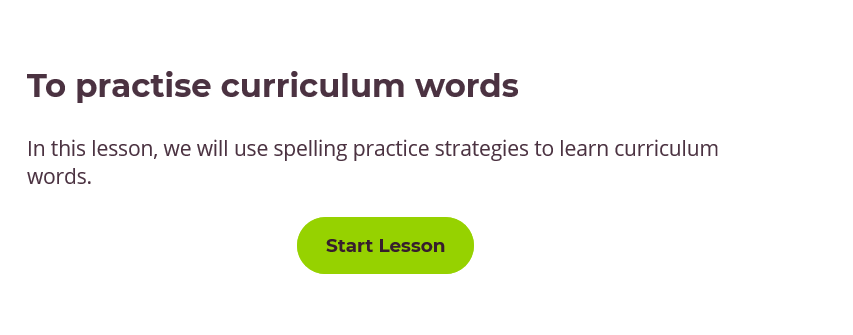 To practise curriculum words
In this lesson, we will use spelling practice strategies to learn curriculum
words.
Start Lesson